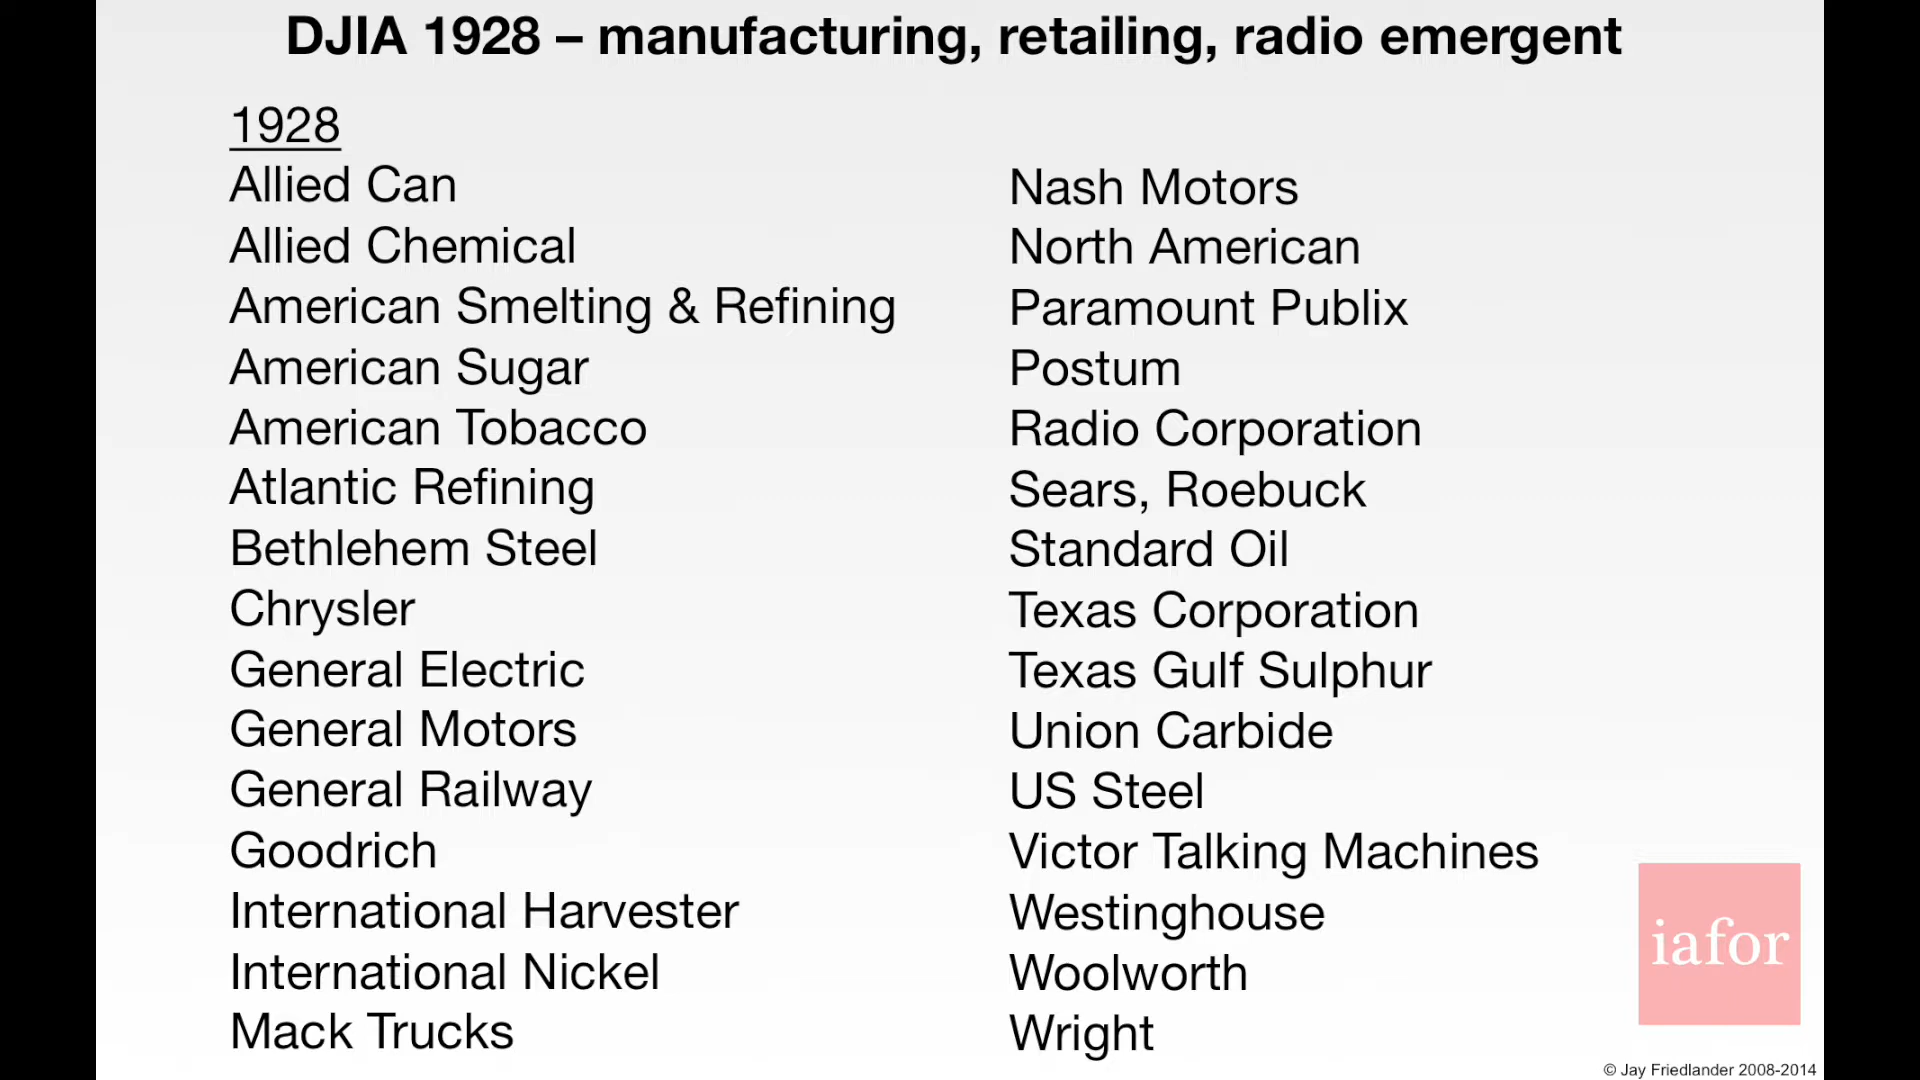 DJIA 1928 – manufacturing, retailing, radio emergent
1928
Allied Can
Allied Chemical
American Smelting & Refining
American Sugar
American Tobacco
Atlantic Refining
Bethlehem Steel
Chrysler
General Electric
General Motors
General Railway
Goodrich
International Harvester
International Nickel
Mack Trucks
Nash Motors
North American
Paramount Publix
Postum
Radio Corporation
Sears, Roebuck
Standard Oil
Texas Corporation
Texas Gulf Sulphur
Union Carbide
US Steel
Victor Talking Machines
Westinghouse
Woolworth
Wright
iafor
© Jay Friedlander 2008-2014